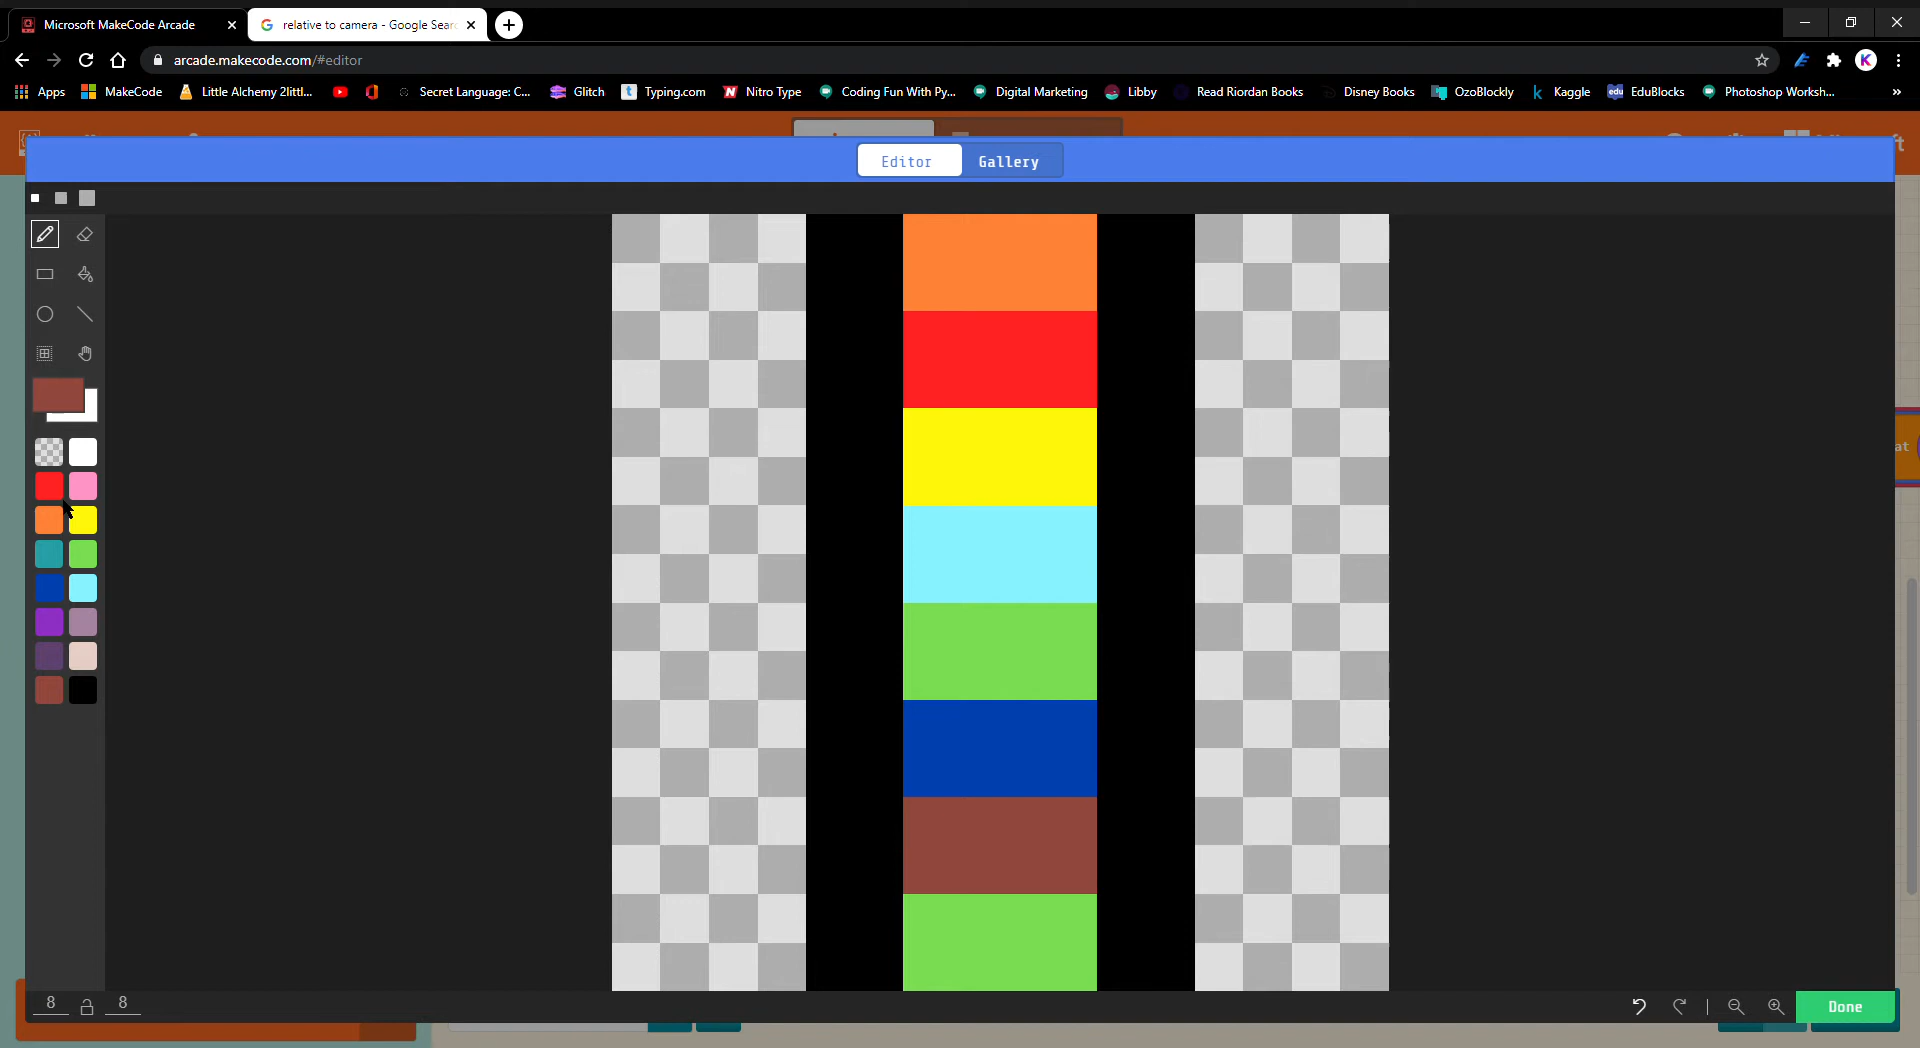 Microsoft MakeCode Arcade
relative to camera - Google Sear
arcade.makecode.com/#editor
K
Apps
MakeCode
Little Alchemy 2littl...
Secret Language: C...
Glitch
Typing.com
Nitro Type
Coding Fun With Py...
Digital Marketing
Libby
Read Riordan Books
Disney Books
OzoBlockly
Kaggle
EduBlocks
Photoshop Worksh...
Editor
Gallery
at
8
8
Done